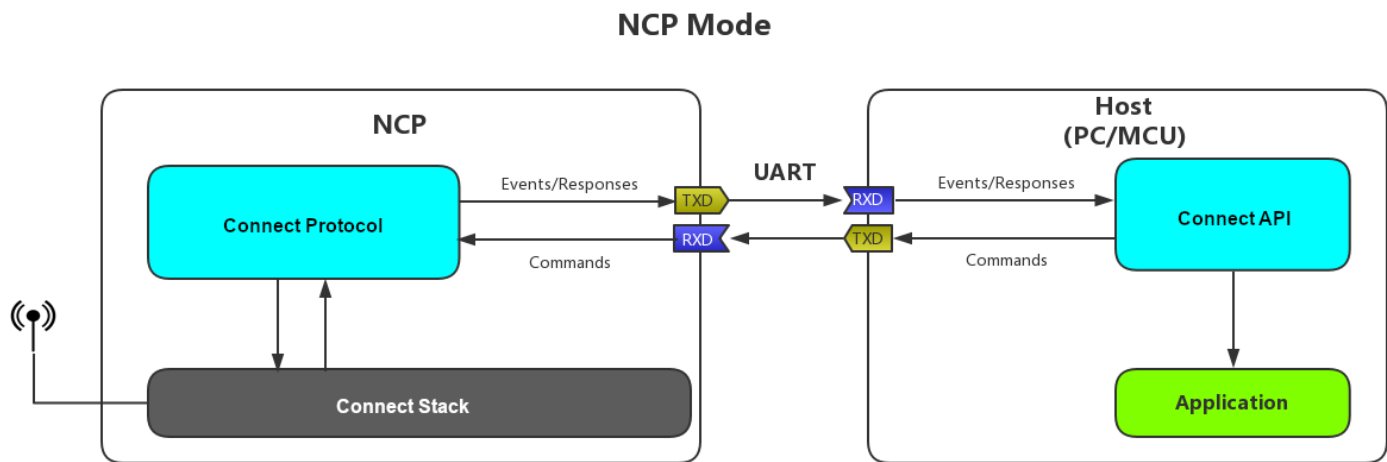 NCP Mode
NCP
Host
(PC/MCU)
UART
Events/Responses
TXD
RXD
Events/Responses
Connect Protocol
Connect API
RXD
TXD
Commands
Commands
Connect Stack
Application